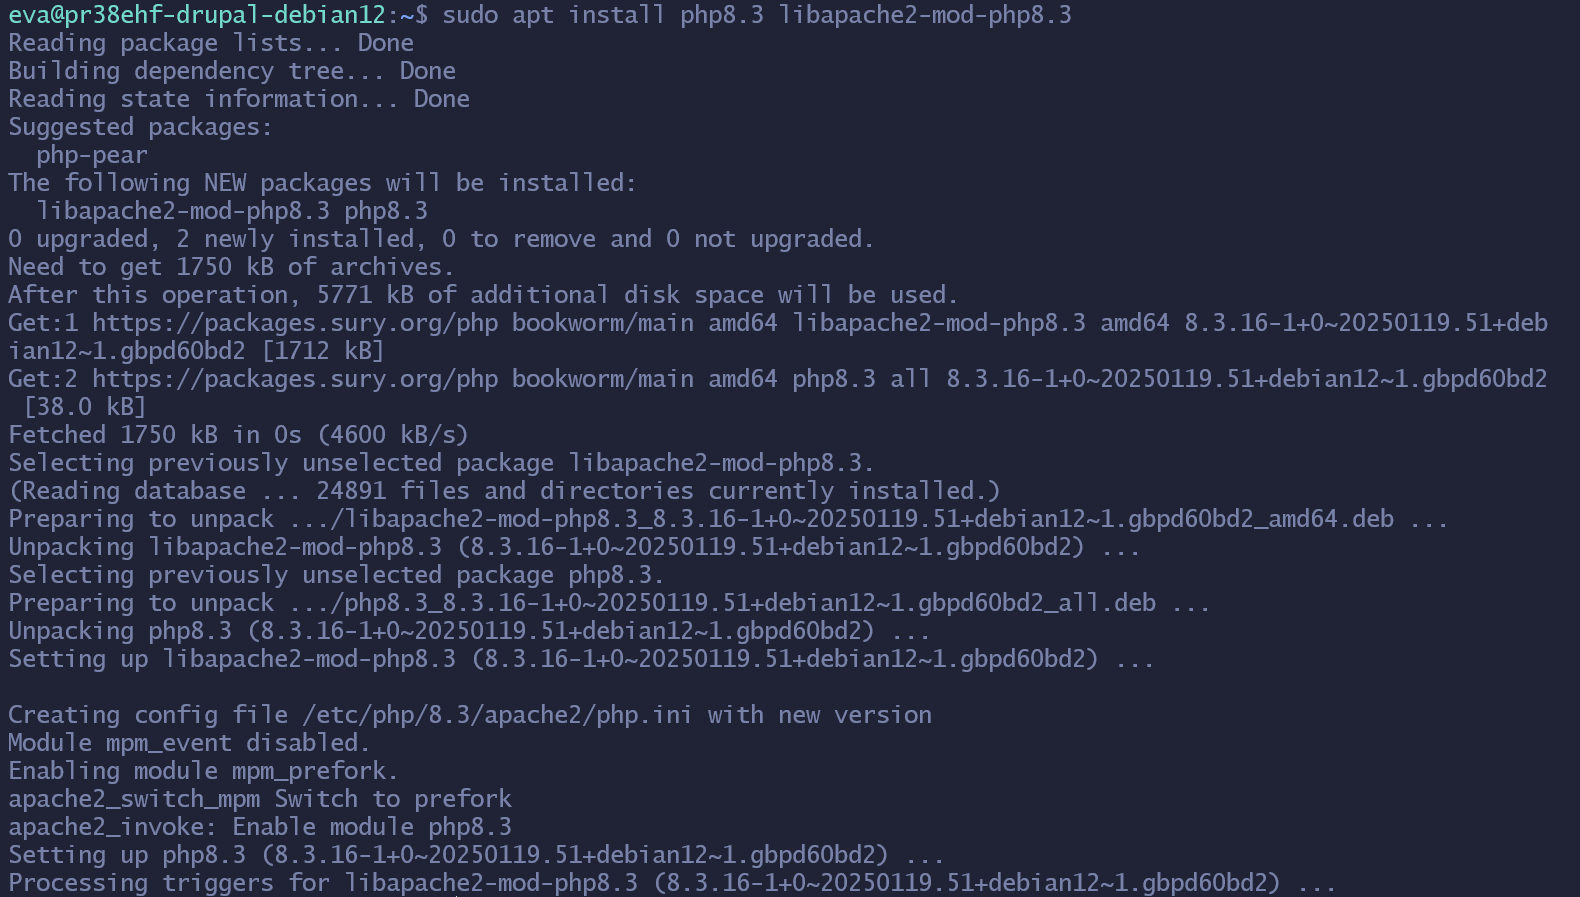 eva@pr38ehf-drupal-debian12:~$ sudo apt install php8.3 libapache2-mod-php8.3
Reading package lists... Done
Building dependency tree... Done
Reading state information... Done
Suggested packages:
  php-pear
The following NEW packages will be installed:
  libapache2-mod-php8.3 php8.3
0 upgraded, 2 newly installed, 0 to remove and 0 not upgraded.
Need to get 1750 kB of archives.
After this operation, 5771 kB of additional disk space will be used.
Get:1 https://packages.sury.org/php bookworm/main amd64 libapache2-mod-php8.3 amd64 8.3.16-1+0~20250119.51+deb
ian12~1.gbpd60bd2 [1712 kB]
Get:2 https://packages.sury.org/php bookworm/main amd64 php8.3 all 8.3.16-1+0~20250119.51+debian12~1.gbpd60bd2
 [38.0 kB]
Fetched 1750 kB in 0s (4600 kB/s)
Selecting previously unselected package libapache2-mod-php8.3.
(Reading database ... 24891 files and directories currently installed.)
Preparing to unpack .../libapache2-mod-php8.3_8.3.16-1+0~20250119.51+debian12~1.gbpd60bd2_amd64.deb ...
Unpacking libapache2-mod-php8.3 (8.3.16-1+0~20250119.51+debian12~1.gbpd60bd2) ...
Selecting previously unselected package php8.3.
Preparing to unpack .../php8.3_8.3.16-1+0~20250119.51+debian12~1.gbpd60bd2_all.deb ...
Unpacking php8.3 (8.3.16-1+0~20250119.51+debian12~1.gbpd60bd2) ...
Setting up libapache2-mod-php8.3 (8.3.16-1+0~20250119.51+debian12~1.gbpd60bd2) ...

Creating config file /etc/php/8.3/apache2/php.ini with new version
Module mpm_event disabled.
Enabling module mpm_prefork.
apache2_switch_mpm Switch to prefork
apache2_invoke: Enable module php8.3
Setting up php8.3 (8.3.16-1+0~20250119.51+debian12~1.gbpd60bd2) ...
Processing triggers for libapache2-mod-php8.3 (8.3.16-1+0~20250119.51+debian12~1.gbpd60bd2) ...